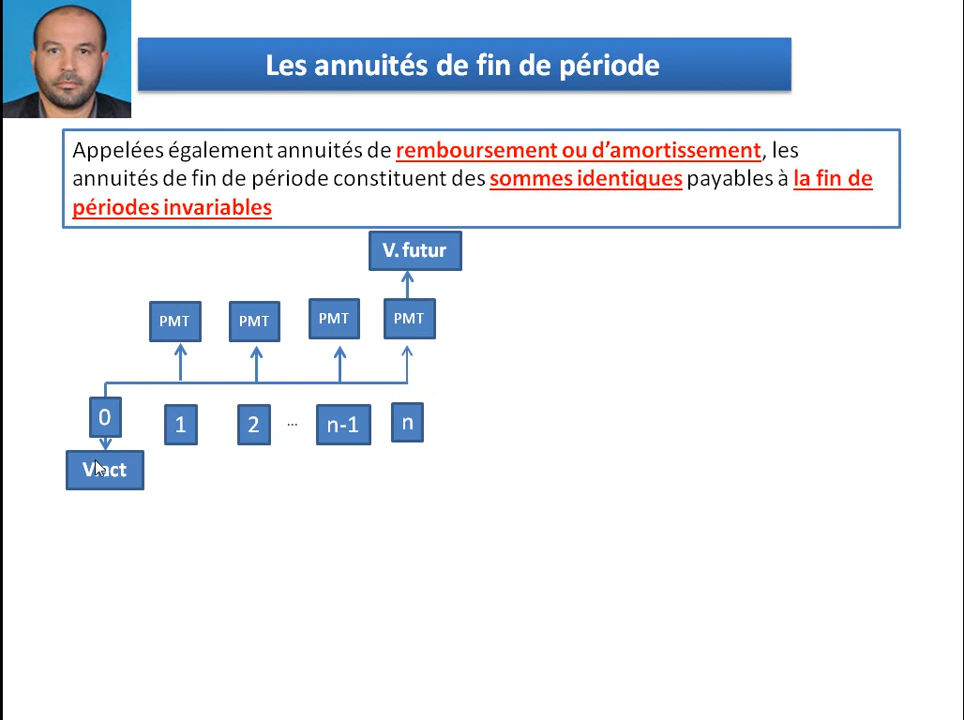 Les annuités de fin de période
Appelées également annuités de remboursement ou d’amortissement, les
annuités de fin de période constituent des sommes identiques payables à la fin de
périodes invariables
V. futur
PMT PMT PMT PMT
0 1 2 ... n-1 n